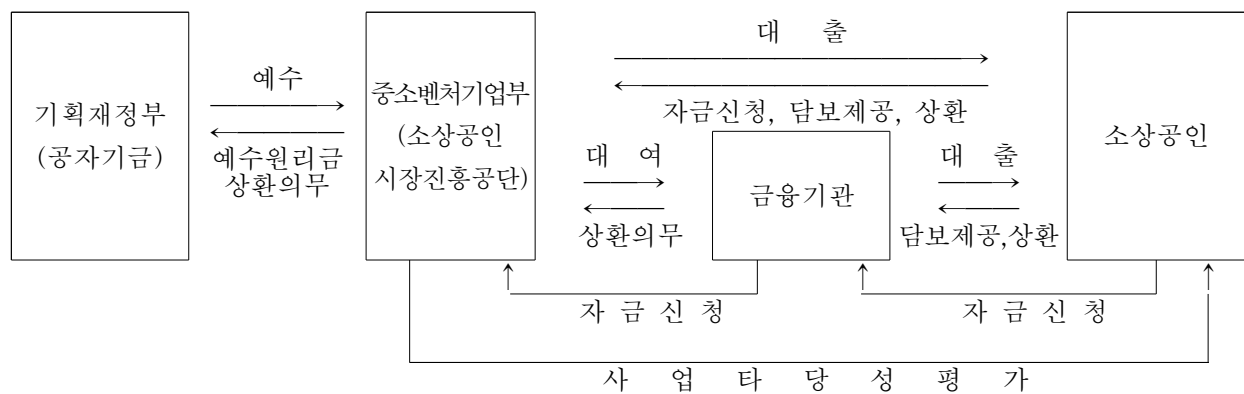 대 출
예수
기획재정부
(공자기금)
예수원리금
상환의무
중소벤처기업부
(소상공인
시장진흥공단)
자금신청, 담보제공, 상환
소상공인
대 여
대 출
금융기관
상환의무
담보제공,상환
자 금 신 청
자 금 신 청
사 업 타 당 성 평 가